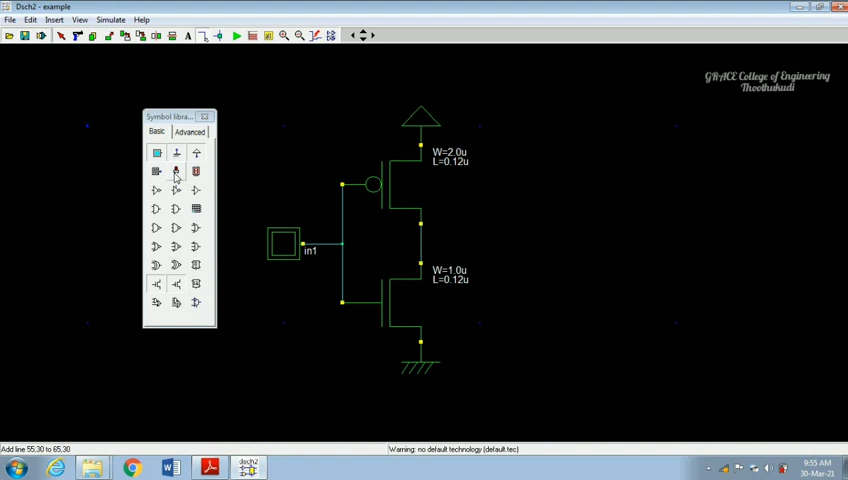 Dsch2 - example
File Edit Insert View Simulate Help
GRACE College of Engineering
Thoothukudi
Symbol libra...
Basic Advanced
W=2.0u
L=0.12u
in1
W=1.0u
L=0.12u
Add line 55,30 to 65,30
Warning: no default technology (default tec)
dsch2
9:55 AM
30-Mar-21